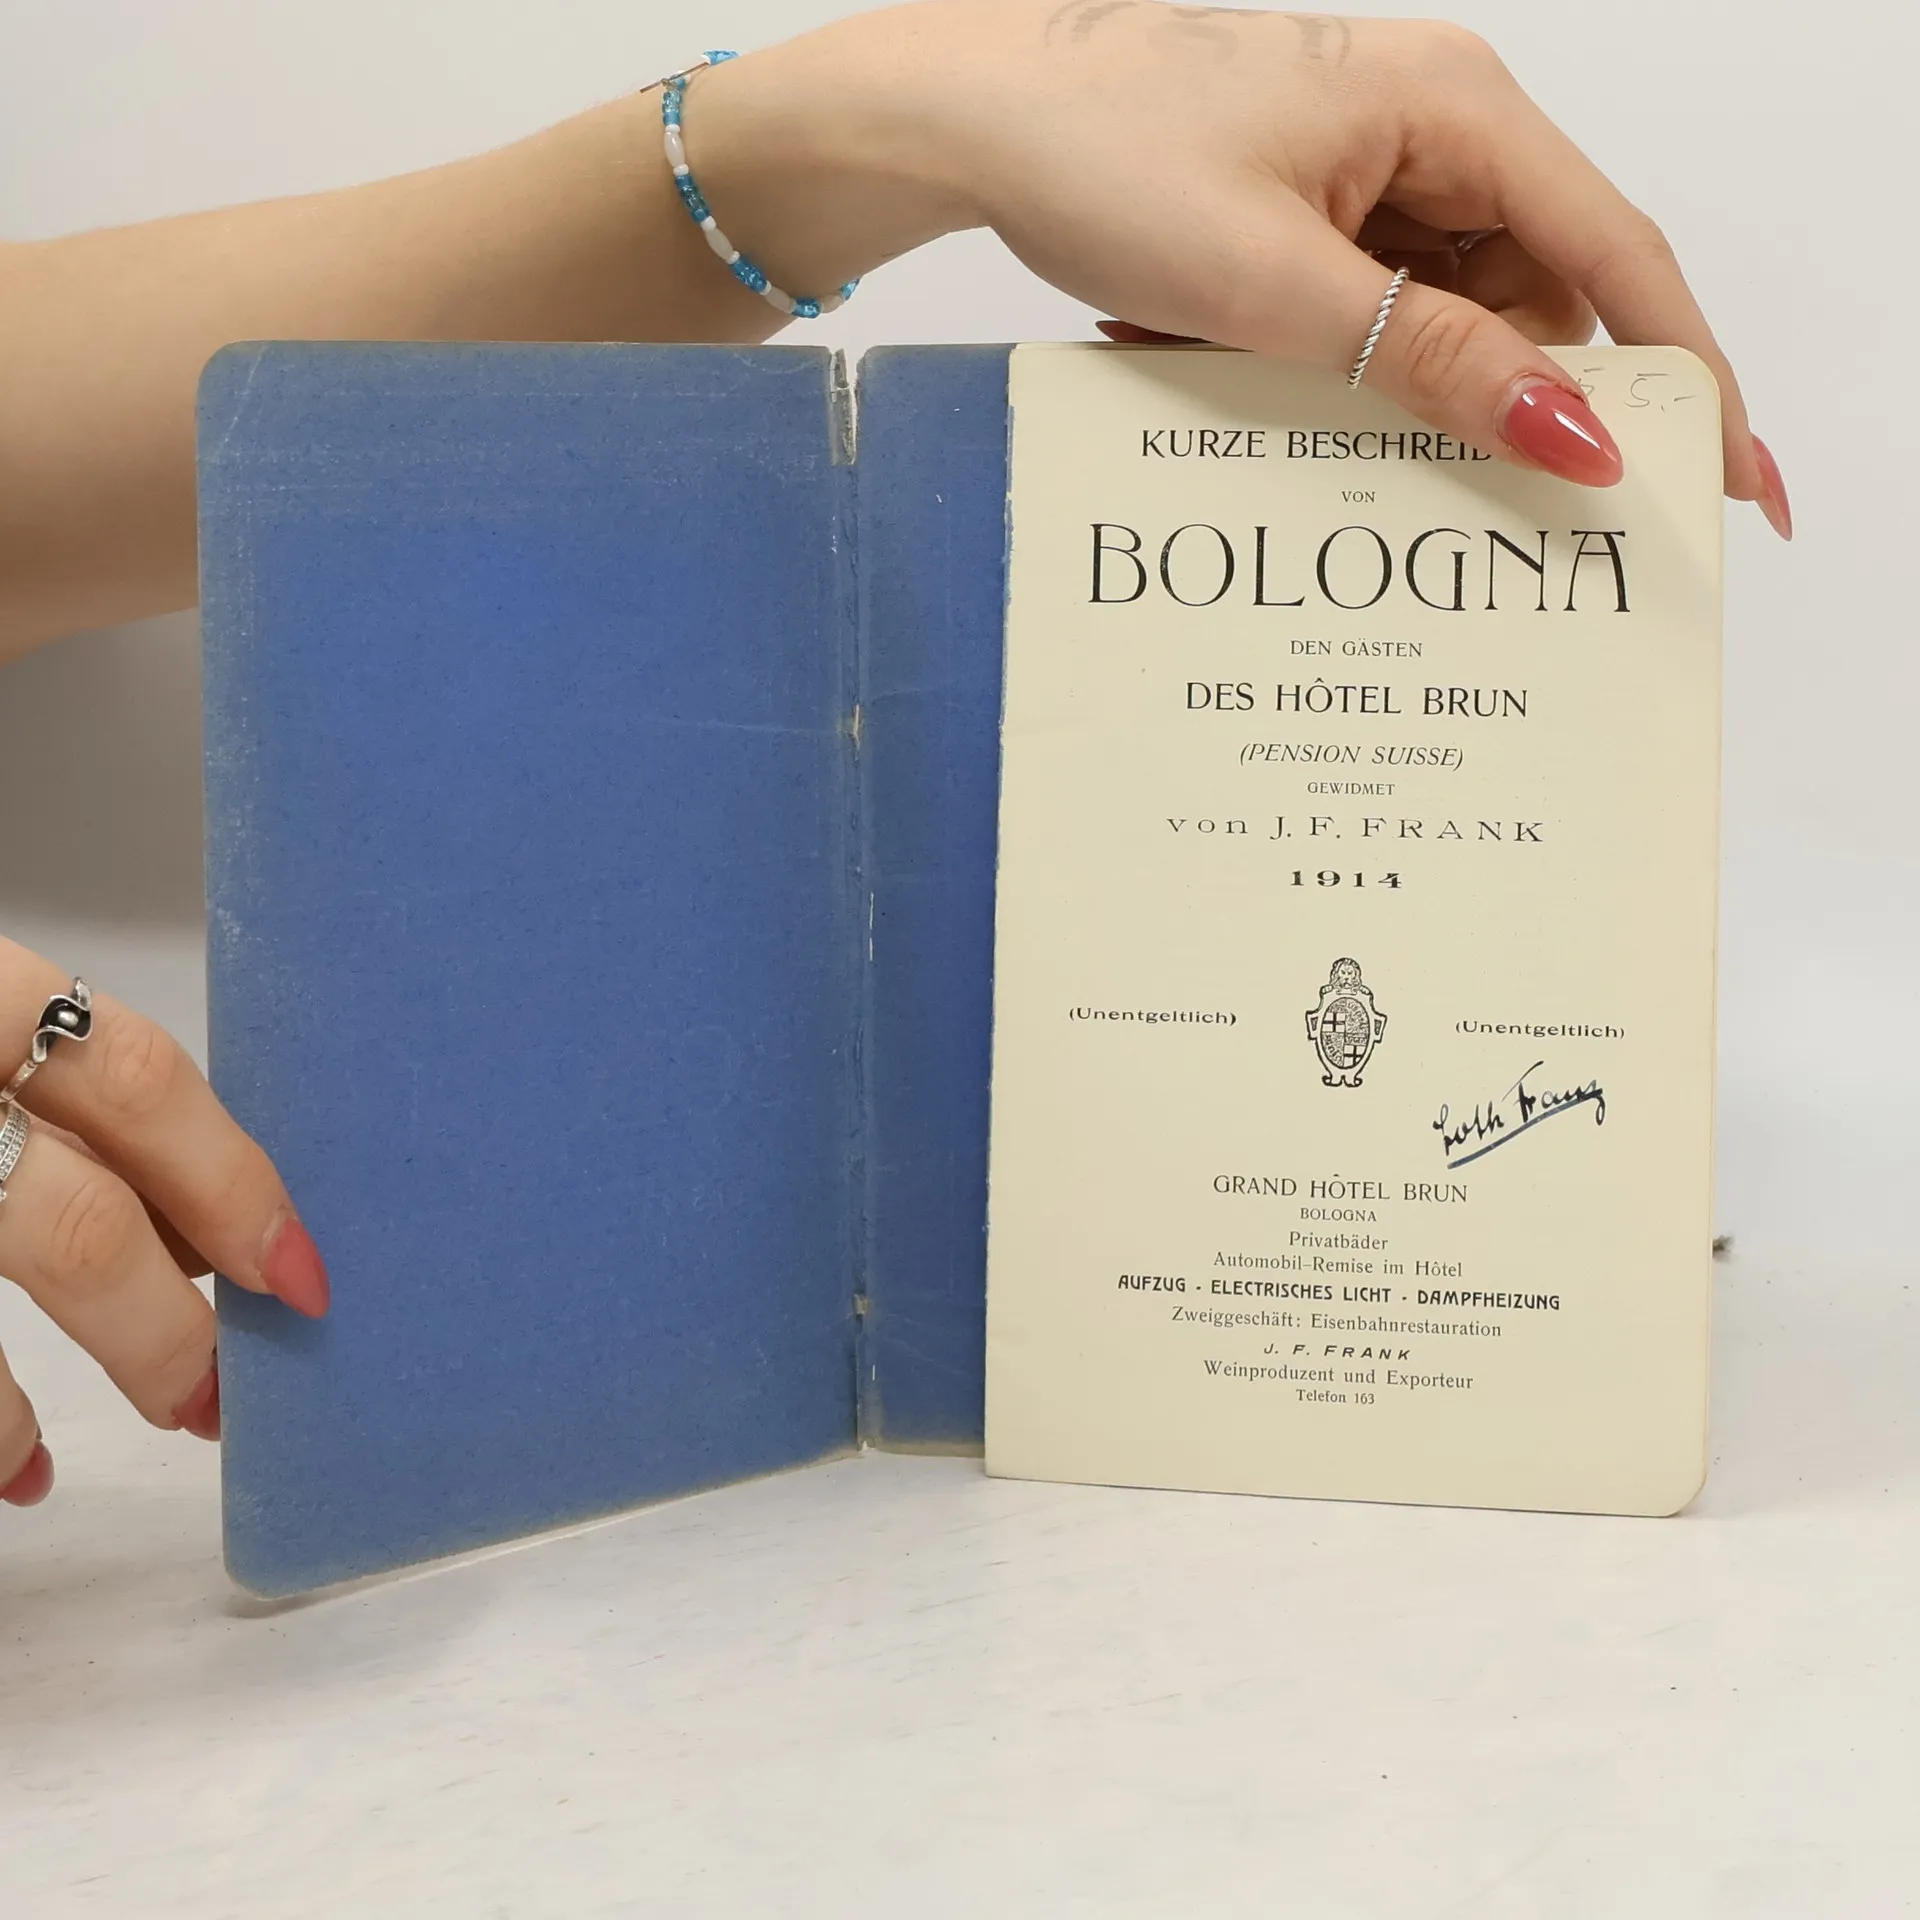 5.-
KURZE BESCHREIB
VON
BOLOGNA
DEN GÄSTEN
DES HÔTEL BRUN
(PENSION SUISSE)
GEWIDMET
von J. F. FRANK
1914
(Unentgeltlich) (Unentgeltlich)
GRAND HÔTEL BRUN
BOLOGNA
Privatbäder
Automobil-Remise im Hôtel
AUFZUG - ELECTRISCHES LICHT - DAMPFHEIZUNG
Zweiggeschäft: Eisenbahnrestauration
J. F. FRANK
Weinproduzent und Exporteur
Telefon 163